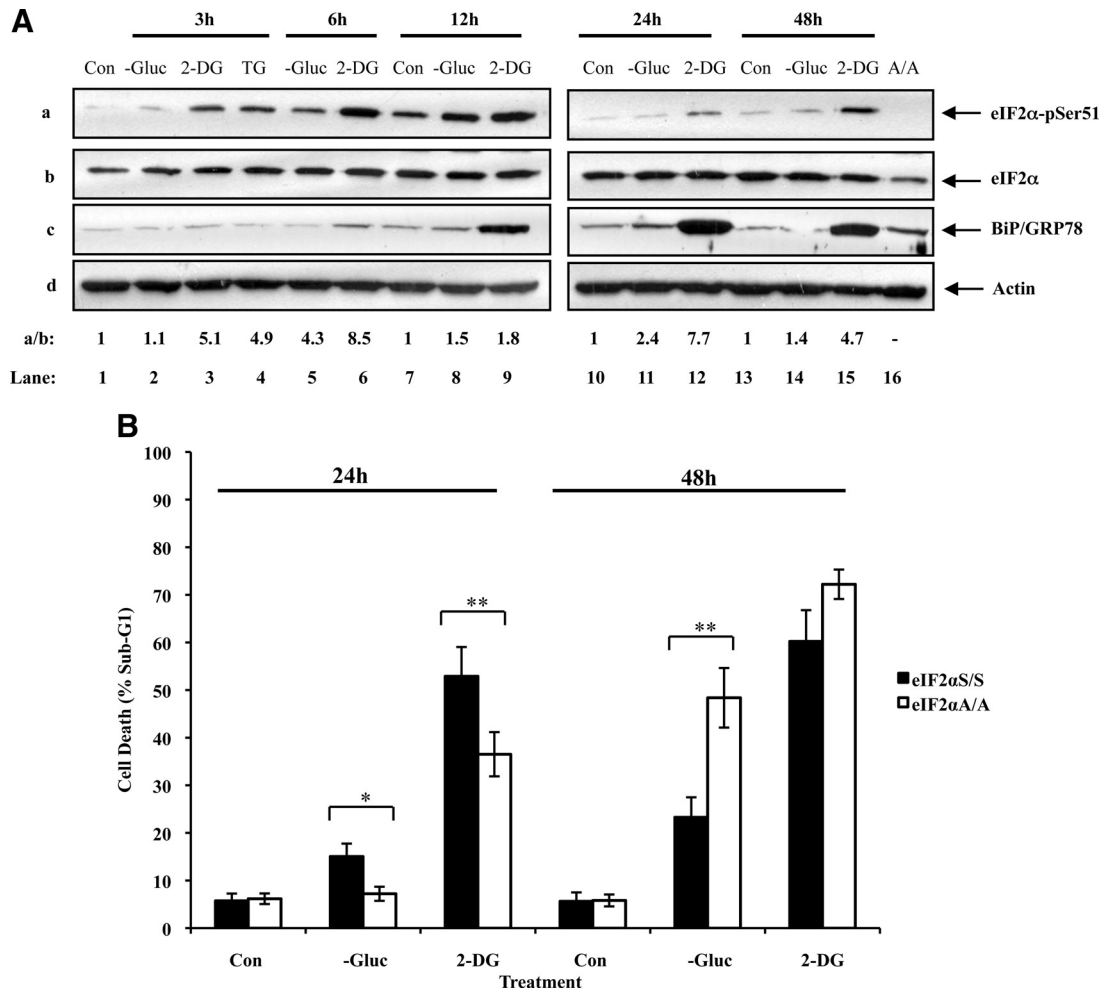 A
3h 6h 12h 24h 48h
Con -Gluc 2-DG TG -Gluc 2-DG Con -Gluc 2-DG Con -Gluc 2-DG Con -Gluc 2-DG A/A
a eIF2α-pSer51
b eIF2α
c BiP/GRP78
d Actin
a/b: 1 1.1 5.1 4.9 4.3 8.5 1 1.5 1.8 1 2.4 7.7 1 1.4 4.7 -
Lane: 1 2 3 4 5 6 7 8 9 10 11 12 13 14 15 16
B
100
90
80
70
60
50
40
30
20
10
0
Cell Death (% Sub-G1)
24h 48h
* ** **
eIF2αS/S
eIF2αA/A
Con -Gluc 2-DG Con -Gluc 2-DG
Treatment